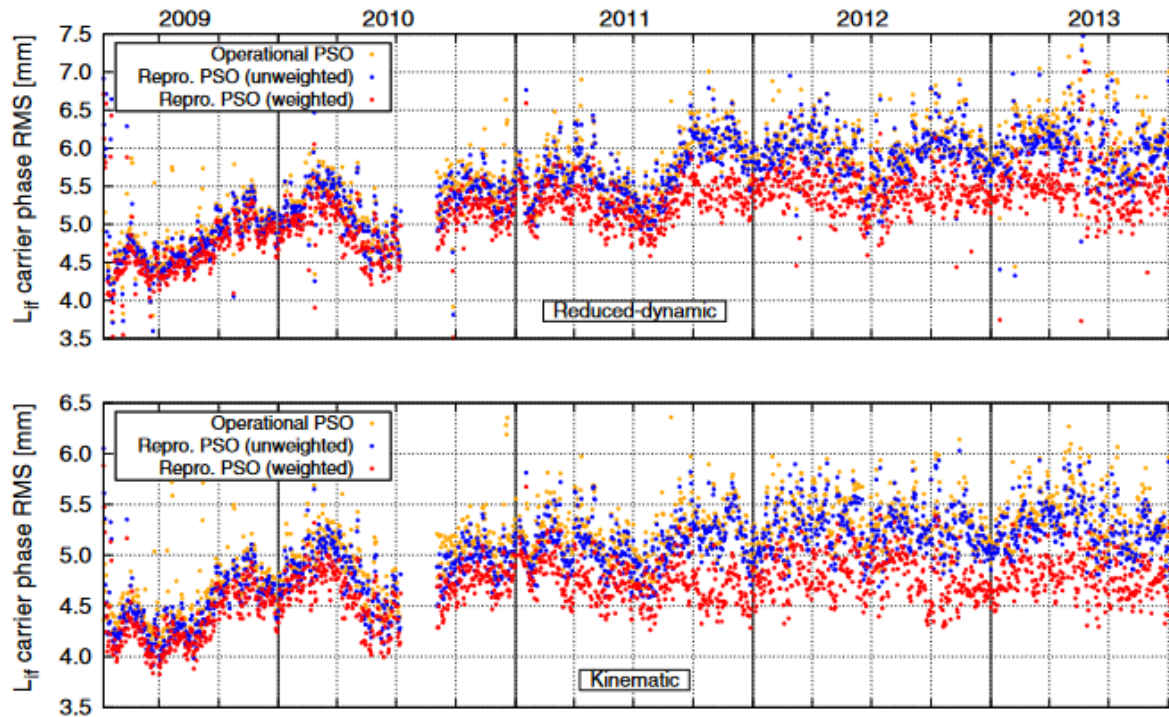 2009 2010 2011 2012 2013
7.5
7.0
6.5
6.0
5.5
5.0
4.5
4.0
3.5
L_if carrier phase RMS [mm]
Operational PSO
Repro. PSO (unweighted)
Repro. PSO (weighted)
Reduced-dynamic
6.5
6.0
5.5
5.0
4.5
4.0
3.5
L_if carrier phase RMS [mm]
Operational PSO
Repro. PSO (unweighted)
Repro. PSO (weighted)
Kinematic